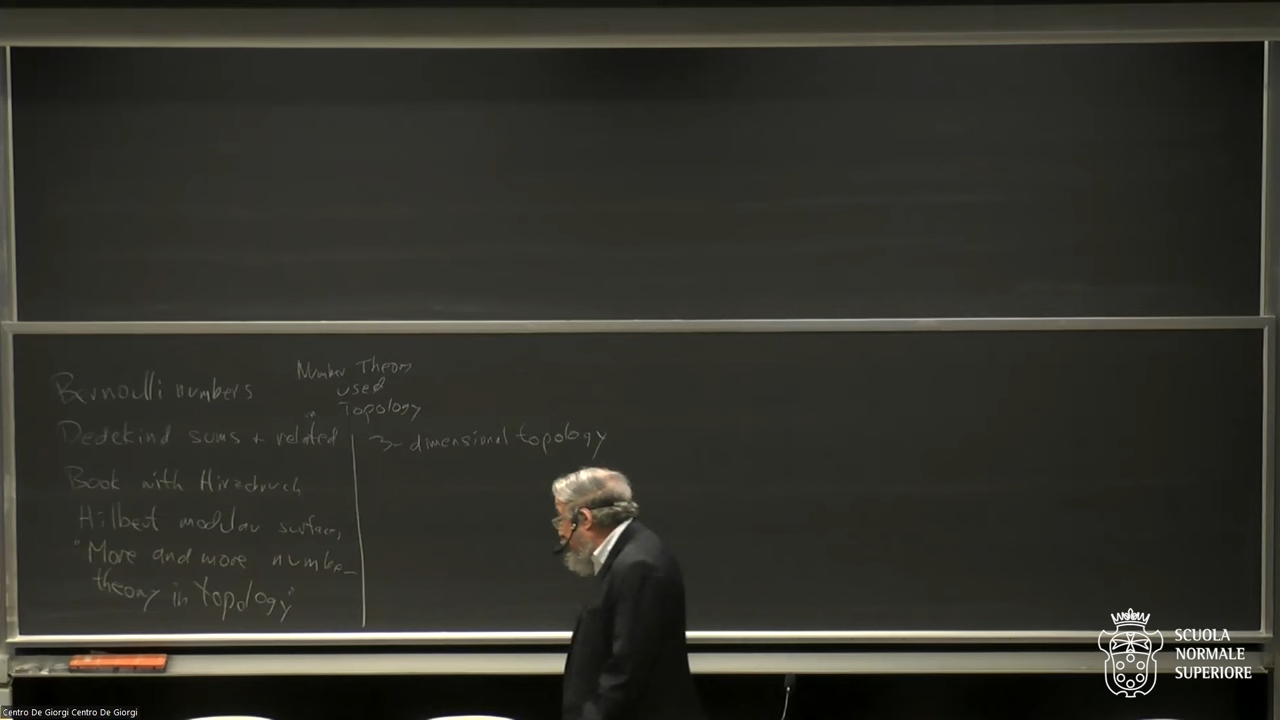 Number Theory
used
in
Topology
Bernoulli numbers
Dedekind sums + related
Book with Hirzebruch
Hilbert modular surfaces
"More and more number
theory in topology"
3-dimensional topology
SCUOLA
NORMALE
SUPERIORE
Centro De Giorgi Centro De Giorgi